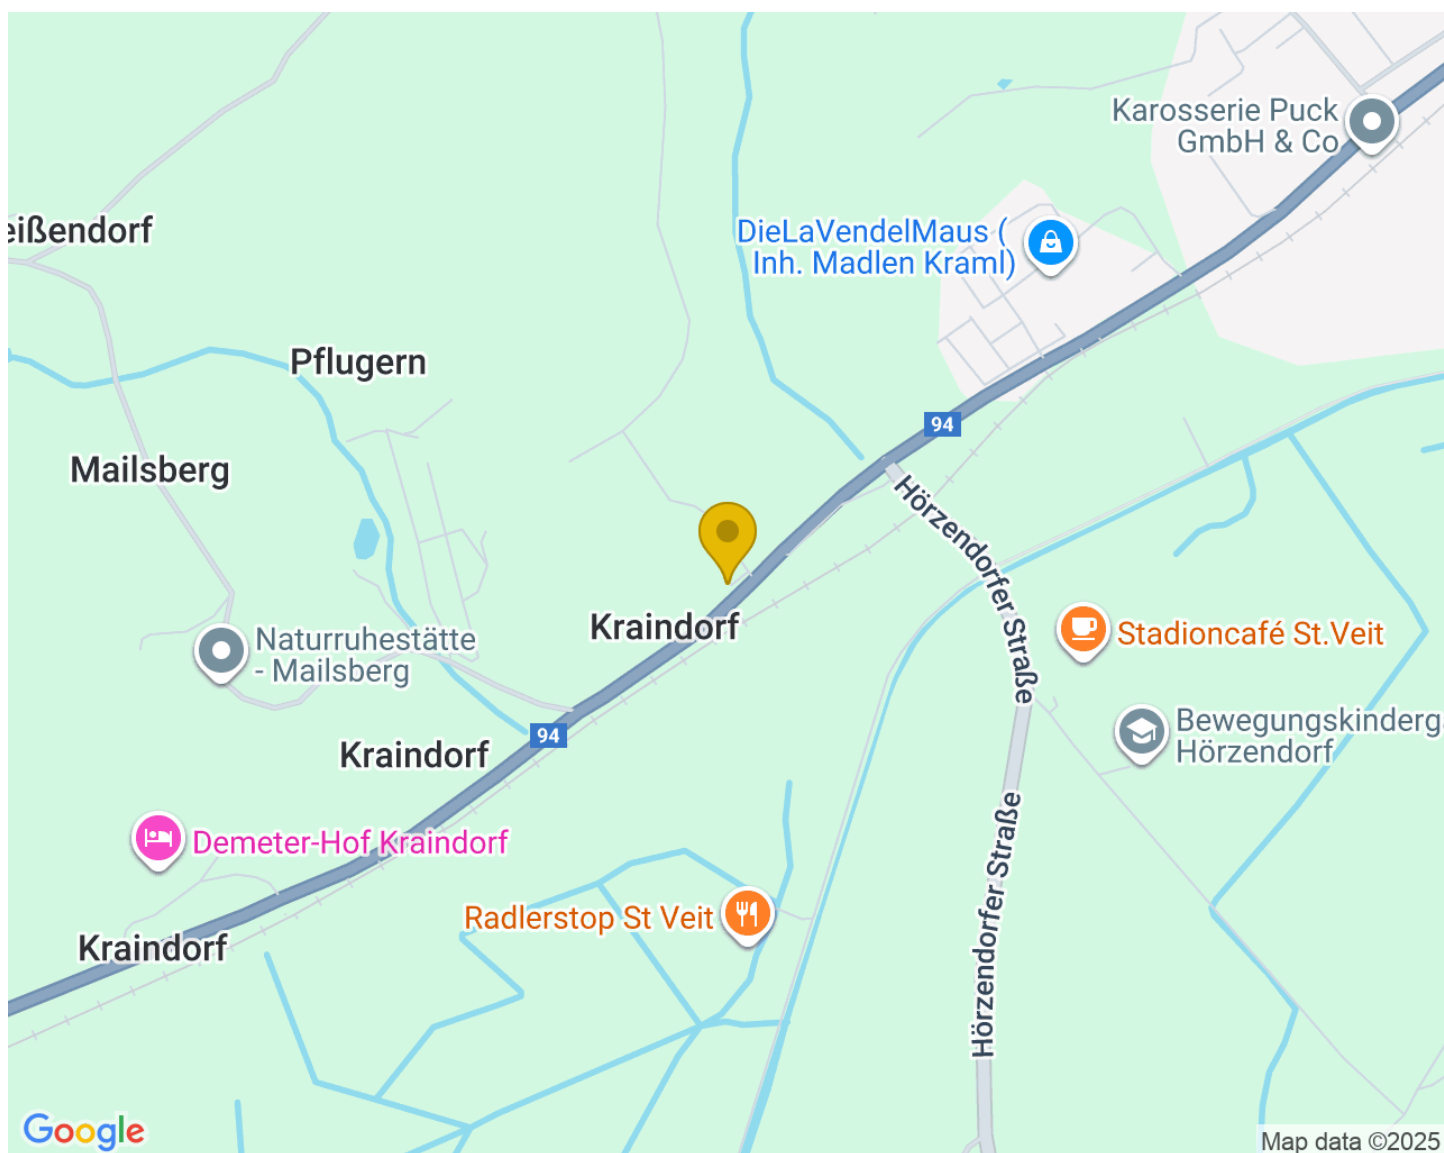 Karosserie Puck
GmbH & Co
eißendorf
DieLaVendelMaus (
Inh. Madlen Kraml)
Pflugern
94
Mailsberg
Hörzendorfer Straße
Kraindorf
Stadioncafé St.Veit
Naturruhestätte
- Mailsberg
Bewegungskinderg
Hörzendorf
94
Kraindorf
Demeter-Hof Kraindorf
Hörzendorfer Straße
Radlerstop St Veit
Kraindorf
Google
Map data ©2025